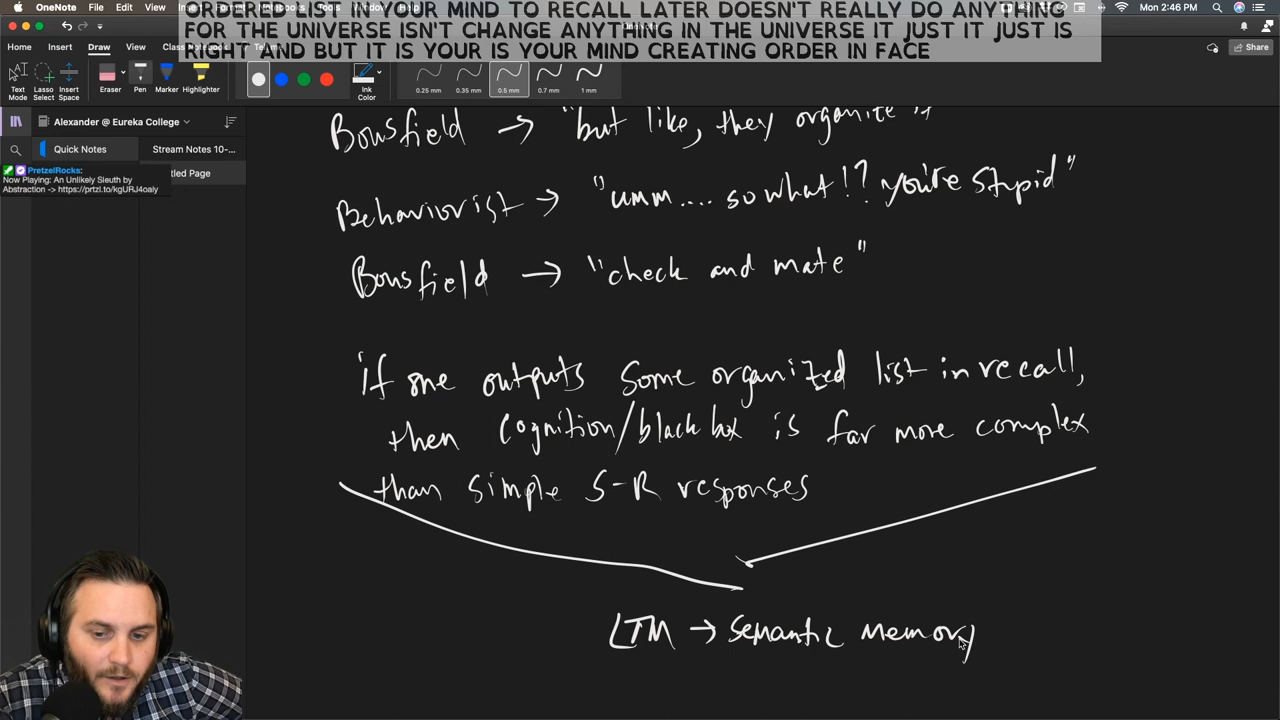 ORDERED LIST IN YOUR MIND TO RECALL LATER DOESN'T REALLY DO ANYTHING
OneNote File Edit View Mon 2:46 PM
FOR THE UNIVERSE ISN'T CHANGE ANYTHING IN THE UNIVERSE IT JUST IT JUST IS
Home Insert Draw View Class Notebook Share
RIGHT AND BUT IT IS YOUR IS YOUR MIND CREATING ORDER IN FACE
Text Mode Lasso Select Insert Space Eraser Pen Marker Highlighter Ink Color 0.25 mm 0.35 mm 0.5 mm 0.7 mm 1 mm
Alexander @ Eureka College
Quick Notes Stream Notes 10-...
PretzelRocks:
Now Playing: An Unlikely Sleuth by
Abstraction -> https://prtzl.to/kgURJ4oaIy
Page
Bousfield → "but like, they organize it
Behaviorist → "umm.... so what!? you're stupid"
Bousfield → "check and mate"
if one outputs some organized list in recall,
then cognition/black box is far more complex
than simple S-R responses
LTM → Semantic Memory